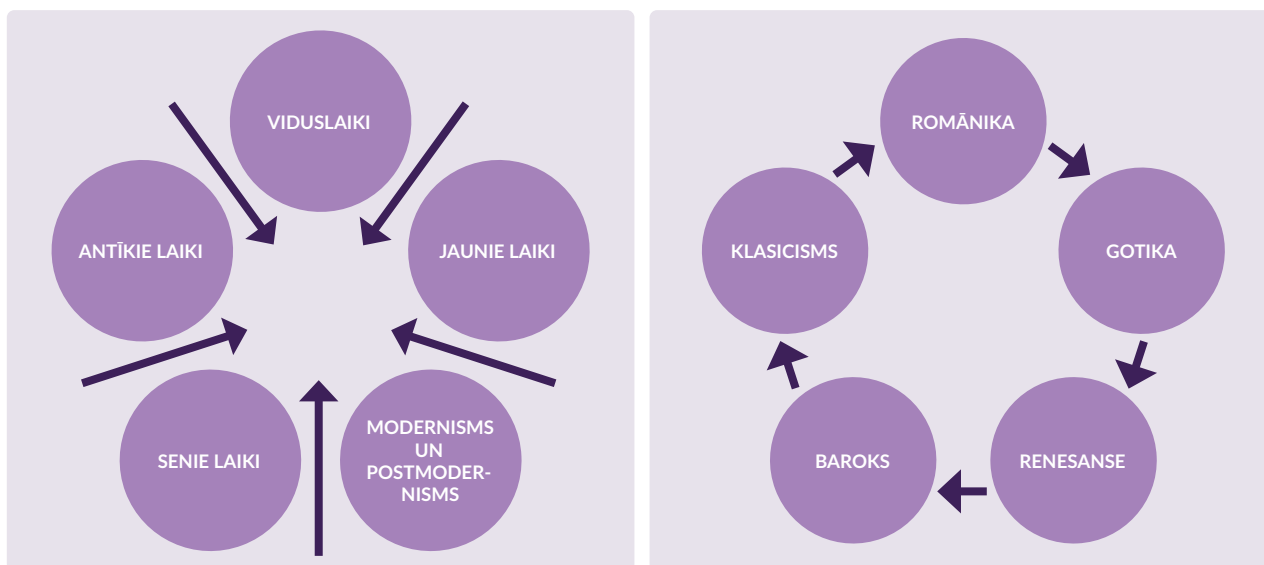 VIDUSLAIKI
ANTĪKIE LAIKI
JAUNIE LAIKI
SENIE LAIKI
MODERNISMS
UN
POSTMODER-
NISMS
ROMĀNIKA
KLASICISMS
GOTIKA
BAROKS
RENESANSE